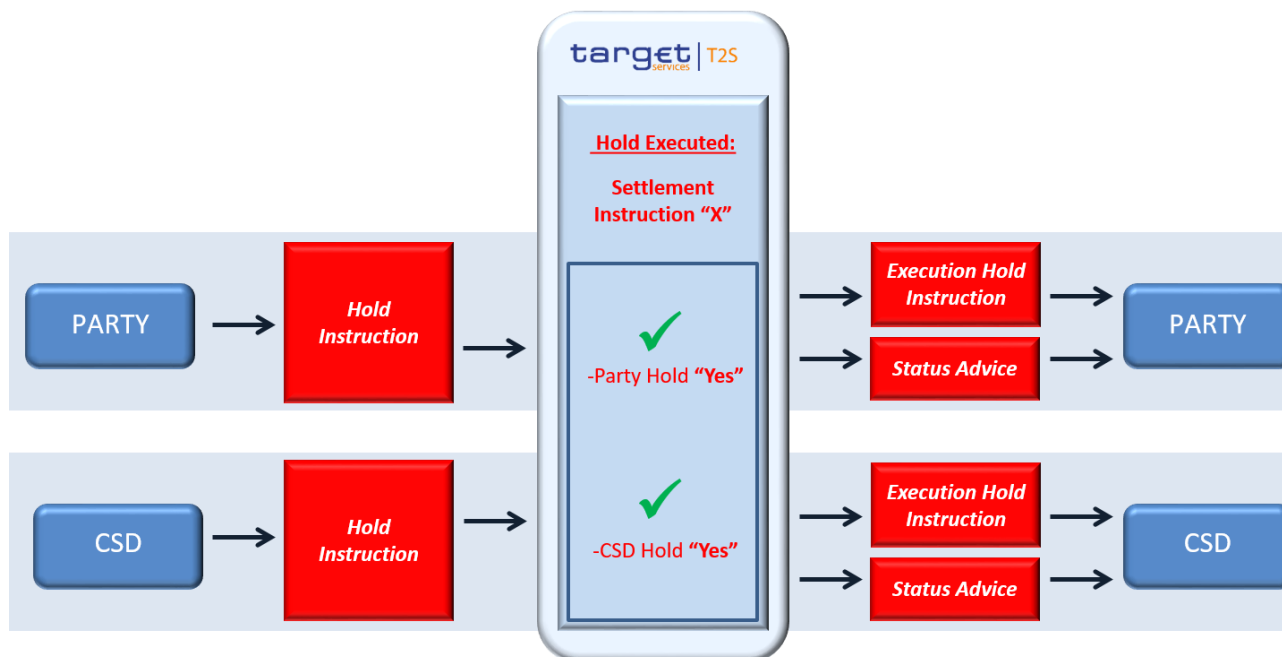 target | T2S
services
Hold Executed:
Settlement
Instruction “X”
PARTY
Hold
Instruction
-Party Hold “Yes”
Execution Hold
Instruction
Status Advice
PARTY
CSD
Hold
Instruction
-CSD Hold “Yes”
Execution Hold
Instruction
Status Advice
CSD